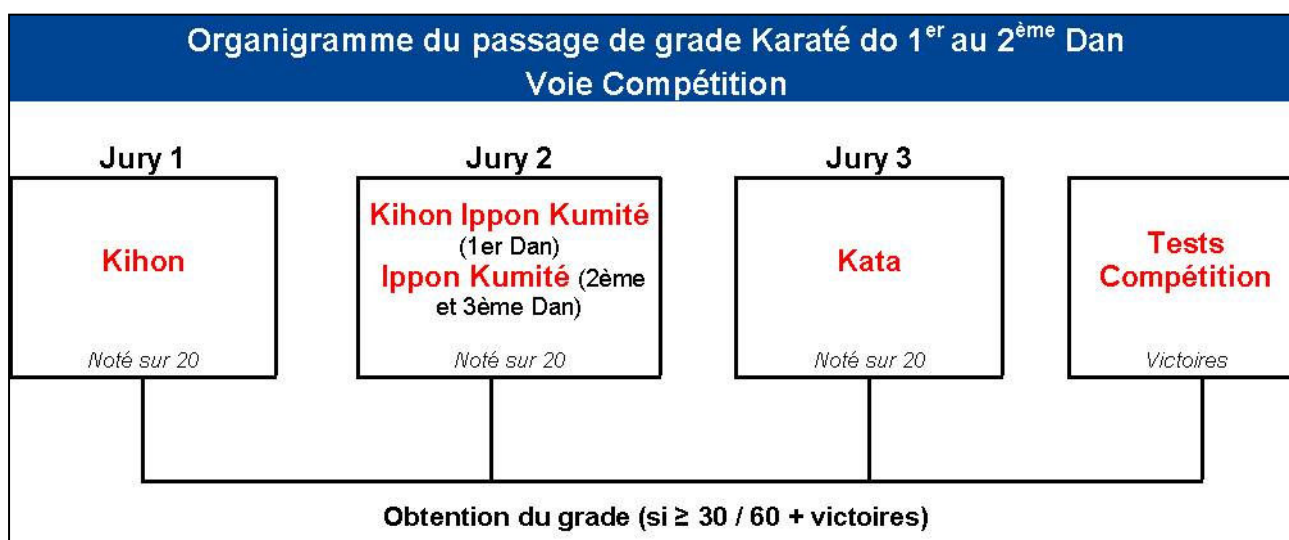 Organigramme du passage de grade Karaté do 1er au 2ème Dan
Voie Compétition
Jury 1
Jury 2
Jury 3
Kihon
Noté sur 20
Kihon Ippon Kumité
(1er Dan)
Ippon Kumité (2ème
et 3ème Dan)
Noté sur 20
Kata
Noté sur 20
Tests
Compétition
Victoires
Obtention du grade (si ≥ 30 / 60 + victoires)